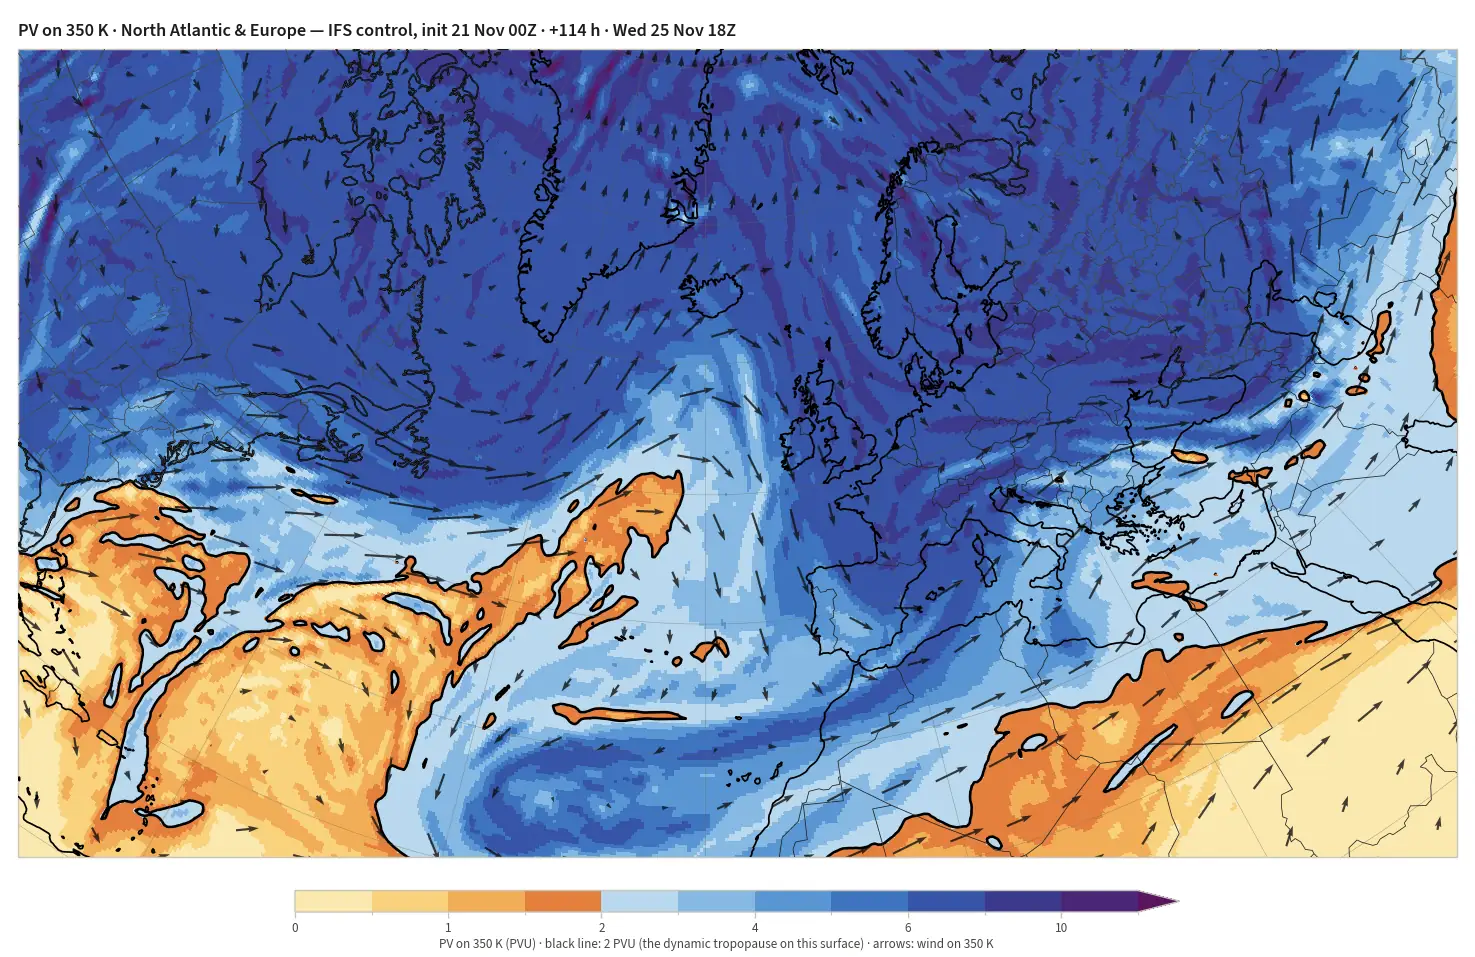 PV on 350 K · North Atlantic & Europe — IFS control, init 21 Nov 00Z · +114 h · Wed 25 Nov 18Z
0 1 2 4 6 10
PV on 350 K (PVU) · black line: 2 PVU (the dynamic tropopause on this surface) · arrows: wind on 350 K